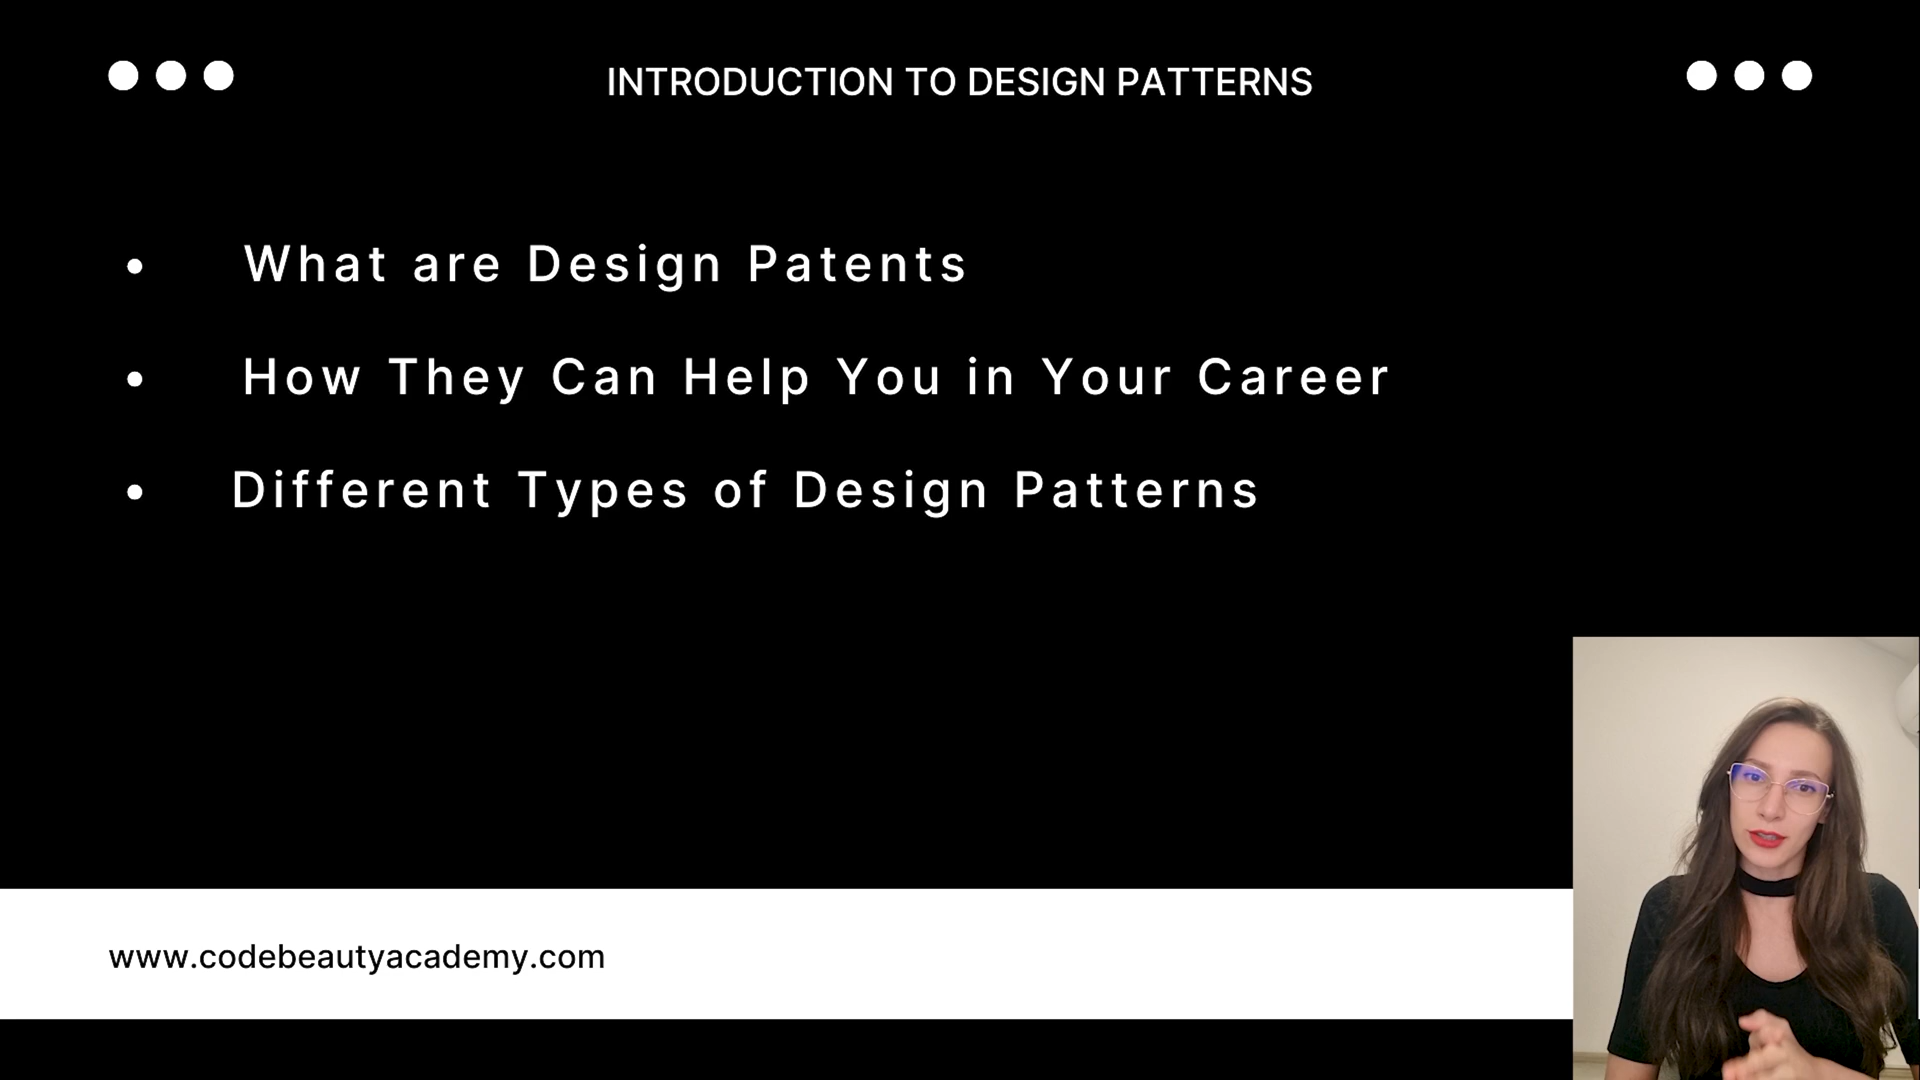 INTRODUCTION TO DESIGN PATTERNS
What are Design Patents
How They Can Help You in Your Career
Different Types of Design Patterns
www.codebeautyacademy.com